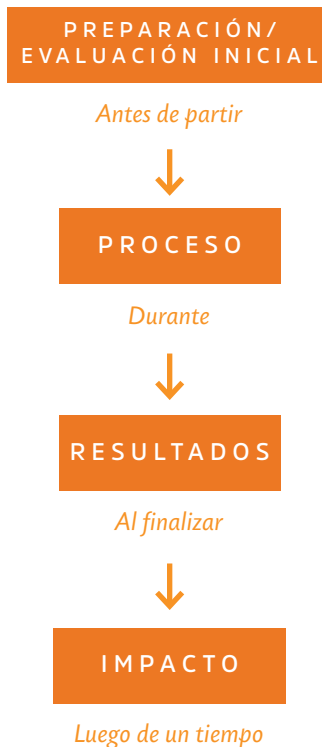 PREPARACIÓN/
EVALUACIÓN INICIAL
Antes de partir
PROCESO
Durante
RESULTADOS
Al finalizar
IMPACTO
Luego de un tiempo